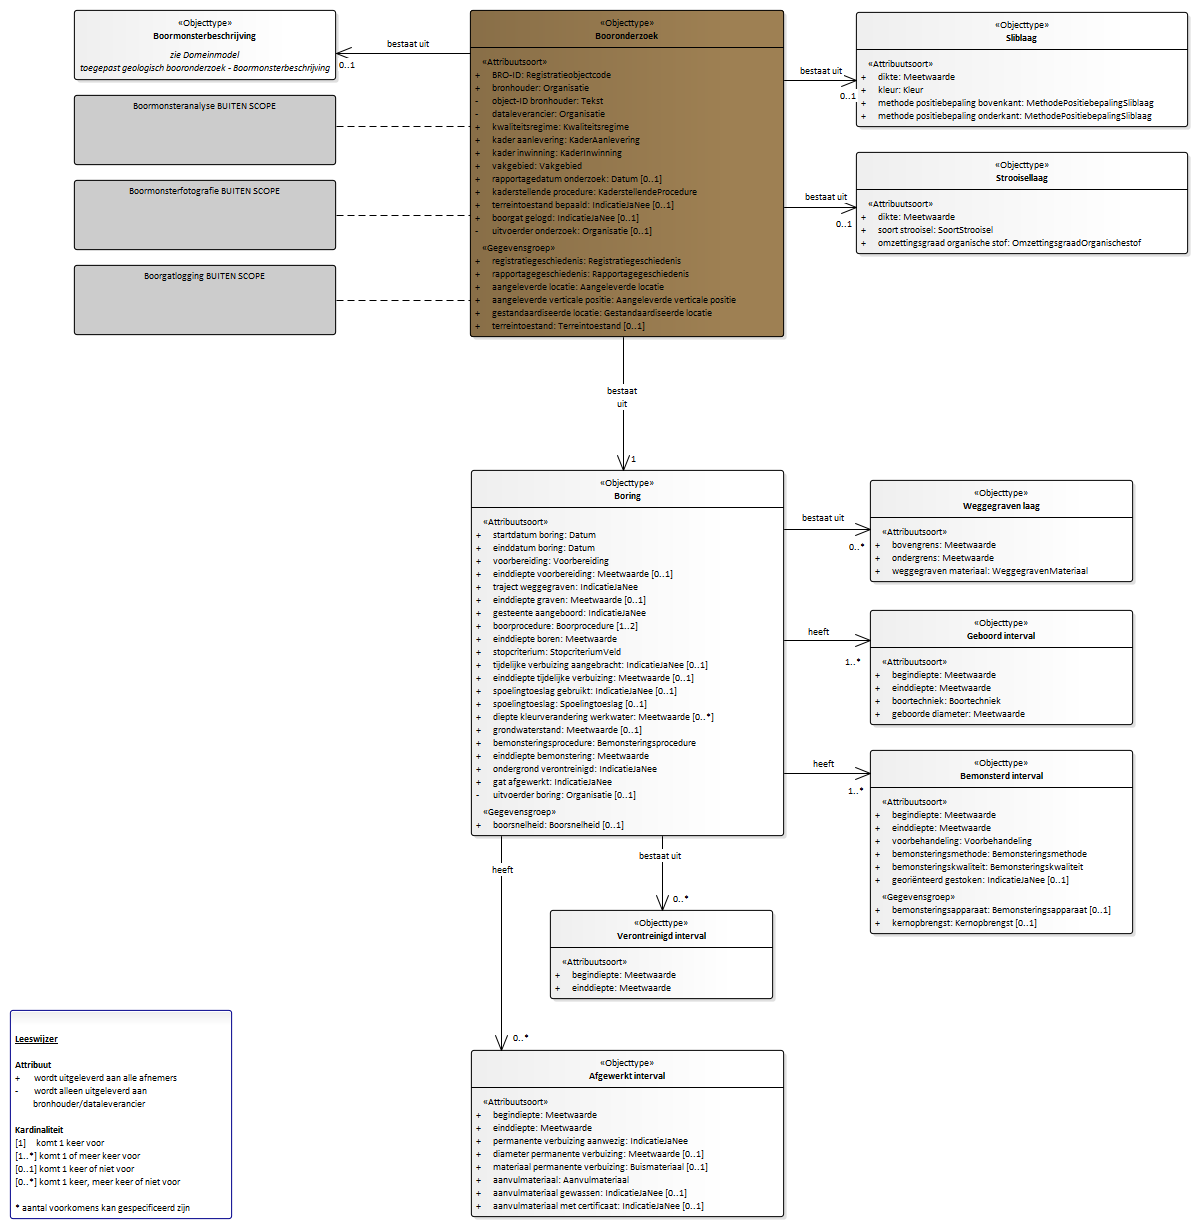 «Objecttype»
Boormonsterbeschrijving
zie Domeinmodel
toegepast geologisch booronderzoek - Boormonsterbeschrijving
bestaat uit
0..1
Boormonsteranalyse BUITEN SCOPE
Boormonsterfotografie BUITEN SCOPE
Boorgatlogging BUITEN SCOPE
«Objecttype»
Booronderzoek
«Attribuutsoort»
+ BRO-ID: Registratieobjectcode
+ bronhouder: Organisatie
- object-ID bronhouder: Tekst
- dataleverancier: Organisatie
+ kwaliteitsregime: Kwaliteitsregime
+ kader aanlevering: KaderAanlevering
+ kader inwinning: KaderInwinning
+ vakgebied: Vakgebied
+ rapportagedatum onderzoek: Datum [0..1]
+ kaderstellende procedure: KaderstellendeProcedure
+ terreintoestand bepaald: IndicatieJaNee [0..1]
+ boorgat gelogd: IndicatieJaNee [0..1]
- uitvoerder onderzoek: Organisatie [0..1]
«Gegevensgroep»
+ registratiegeschiedenis: Registratiegeschiedenis
+ rapportagegeschiedenis: Rapportagegeschiedenis
+ aangeleverde locatie: Aangeleverde locatie
+ aangeleverde verticale positie: Aangeleverde verticale positie
+ gestandaardiseerde locatie: Gestandaardiseerde locatie
+ terreintoestand: Terreintoestand [0..1]
bestaat uit
0..1
«Objecttype»
Sliblaag
«Attribuutsoort»
+ dikte: Meetwaarde
+ kleur: Kleur
+ methode positiebepaling bovenkant: MethodePositiebepalingSliblaag
+ methode positiebepaling onderkant: MethodePositiebepalingSliblaag
bestaat uit
0..1
«Objecttype»
Strooisellaag
«Attribuutsoort»
+ dikte: Meetwaarde
+ soort strooisel: SoortStrooisel
+ omzettingsgraad organische stof: OmzettingsgraadOrganischestof
bestaat
uit
1
«Objecttype»
Boring
«Attribuutsoort»
+ startdatum boring: Datum
+ einddatum boring: Datum
+ voorbereiding: Voorbereiding
+ einddiepte voorbereiding: Meetwaarde [0..1]
+ traject weggegraven: IndicatieJaNee
+ einddiepte graven: Meetwaarde [0..1]
+ gesteente aangeboord: IndicatieJaNee
+ boorprocedure: Boorprocedure [1..2]
+ einddiepte boren: Meetwaarde
+ stopcriterium: StopcriteriumVeld
+ tijdelijke verbuizing aangebracht: IndicatieJaNee [0..1]
+ einddiepte tijdelijke verbuizing: Meetwaarde [0..1]
+ spoelingtoeslag gebruikt: IndicatieJaNee [0..1]
+ spoelingtoeslag: Spoelingtoeslag [0..1]
+ diepte kleurverandering werkwater: Meetwaarde [0..*]
+ grondwaterstand: Meetwaarde [0..1]
+ bemonsteringsprocedure: Bemonsteringsprocedure
+ einddiepte bemonstering: Meetwaarde
+ ondergrond verontreinigd: IndicatieJaNee
+ gat afgewerkt: IndicatieJaNee
- uitvoerder boring: Organisatie [0..1]
«Gegevensgroep»
+ boorsnelheid: Boorsnelheid [0..1]
bestaat uit
0..*
«Objecttype»
Weggegraven laag
«Attribuutsoort»
+ bovengrens: Meetwaarde
+ ondergrens: Meetwaarde
+ weggegraven materiaal: WeggegravenMateriaal
heeft
1..*
«Objecttype»
Geboord interval
«Attribuutsoort»
+ begindiepte: Meetwaarde
+ einddiepte: Meetwaarde
+ boortechniek: Boortechniek
+ geboorde diameter: Meetwaarde
heeft
1..*
«Objecttype»
Bemonsterd interval
«Attribuutsoort»
+ begindiepte: Meetwaarde
+ einddiepte: Meetwaarde
+ voorbehandeling: Voorbehandeling
+ bemonsteringsmethode: Bemonsteringsmethode
+ bemonsteringskwaliteit: Bemonsteringskwaliteit
+ georiënteerd gestoken: IndicatieJaNee [0..1]
«Gegevensgroep»
+ bemonsteringsapparaat: Bemonsteringsapparaat [0..1]
+ kernopbrengst: Kernopbrengst [0..1]
bestaat uit
0..*
«Objecttype»
Verontreinigd interval
«Attribuutsoort»
+ begindiepte: Meetwaarde
+ einddiepte: Meetwaarde
heeft
0..*
«Objecttype»
Afgewerkt interval
«Attribuutsoort»
+ begindiepte: Meetwaarde
+ einddiepte: Meetwaarde
+ permanente verbuizing aanwezig: IndicatieJaNee
+ diameter permanente verbuizing: Meetwaarde [0..1]
+ materiaal permanente verbuizing: Buismateriaal [0..1]
+ aanvulmateriaal: Aanvulmateriaal
+ aanvulmateriaal gewassen: IndicatieJaNee [0..1]
+ aanvulmateriaal met certificaat: IndicatieJaNee [0..1]
Leeswijzer
Attribuut
+ wordt uitgeleverd aan alle afnemers
- wordt alleen uitgeleverd aan
bronhouder/dataleverancier
Kardinaliteit
[1] komt 1 keer voor
[1..*] komt 1 of meer keer voor
[0..1] komt 1 keer of niet voor
[0..*] komt 1 keer, meer keer of niet voor
* aantal voorkomens kan gespecificeerd zijn